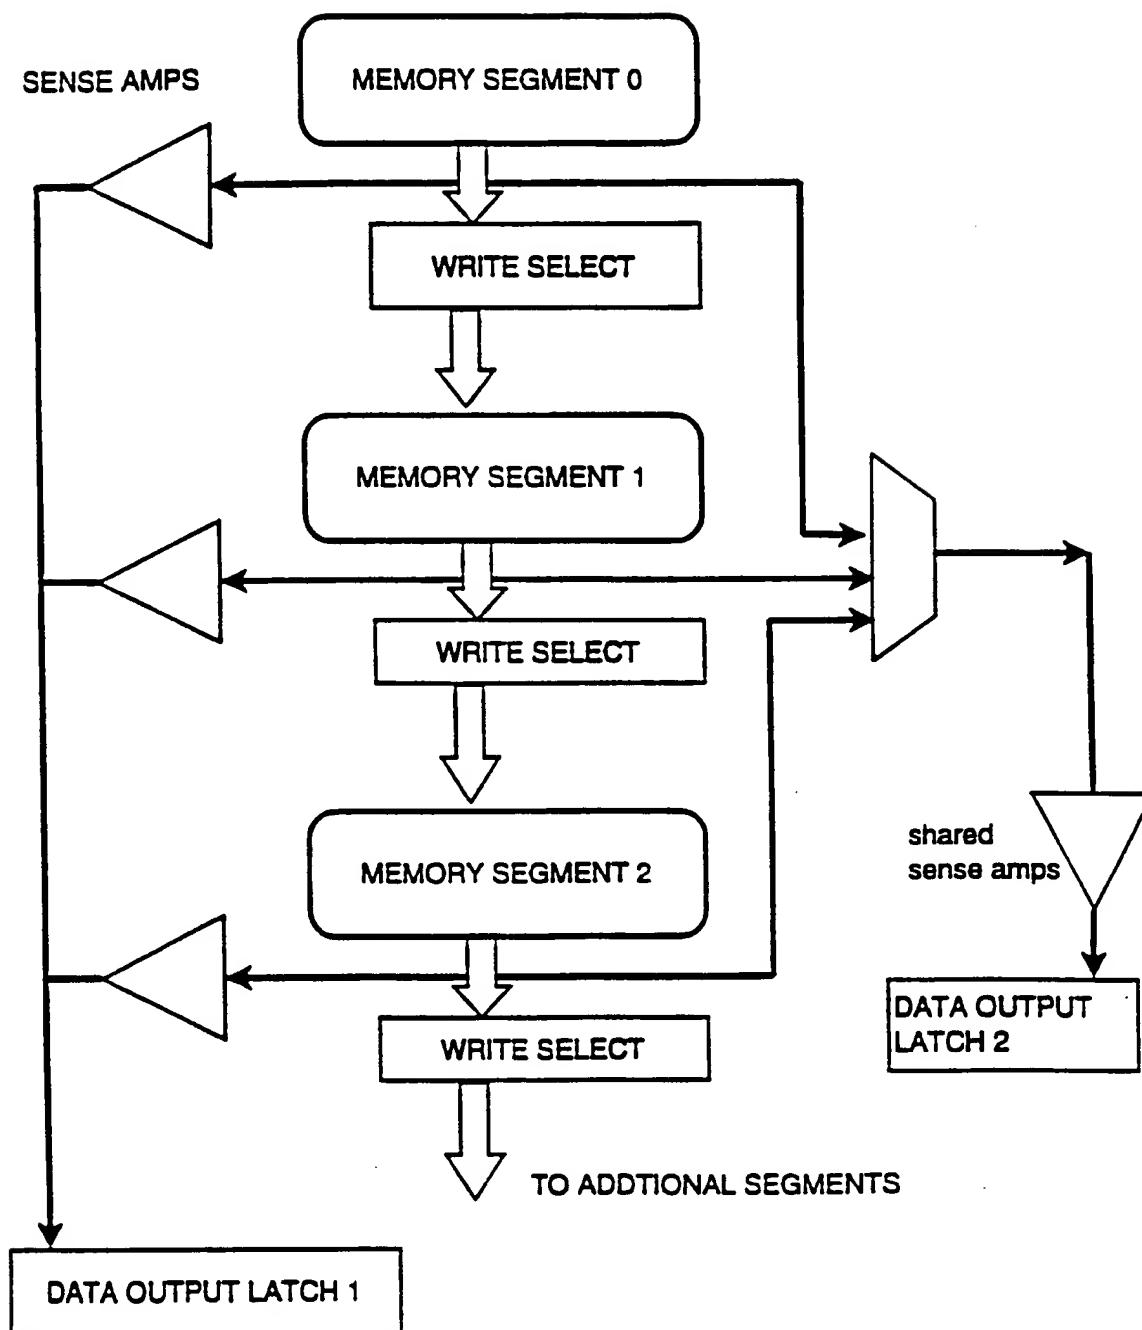 MEMORY SEGMENT 0
SENSE AMPS
WRITE SELECT
MEMORY SEGMENT 1
WRITE SELECT
MEMORY SEGMENT 2
shared
sense amps
WRITE SELECT
DATA OUTPUT
LATCH 2
TO ADDTIONAL SEGMENTS
DATA OUTPUT LATCH 1